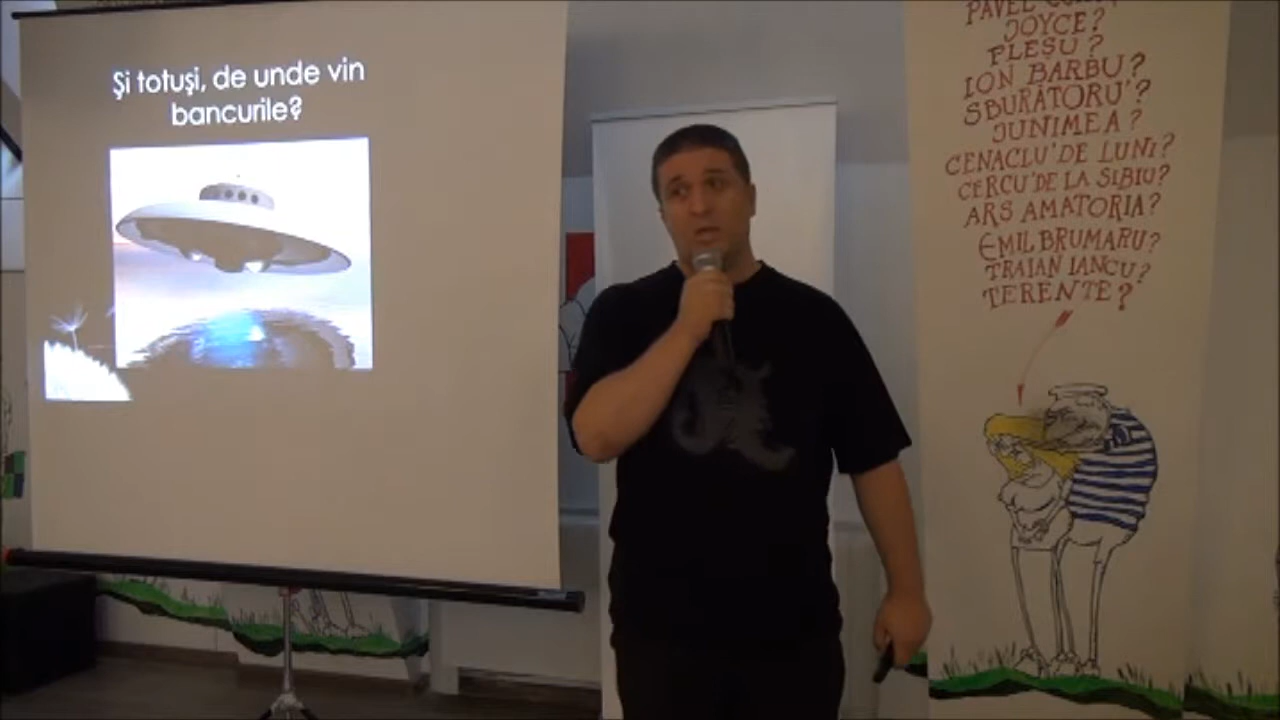 Şi totuşi, de unde vin
bancurile?
PAVEL
JOYCE?
PLEŞU?
ION BARBU?
SBURĂTORU'?
JUNIMEA?
CENACLU' DE LUNI?
CERCU' DE LA SIBIU?
ARS AMATORIA?
EMIL BRUMARU?
TRAIAN IANCU?
TERENTE?